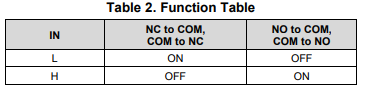 Table 2. Function Table
IN
NC to COM,
COM to NC
NO to COM,
COM to NO
L
ON
OFF
H
OFF
ON